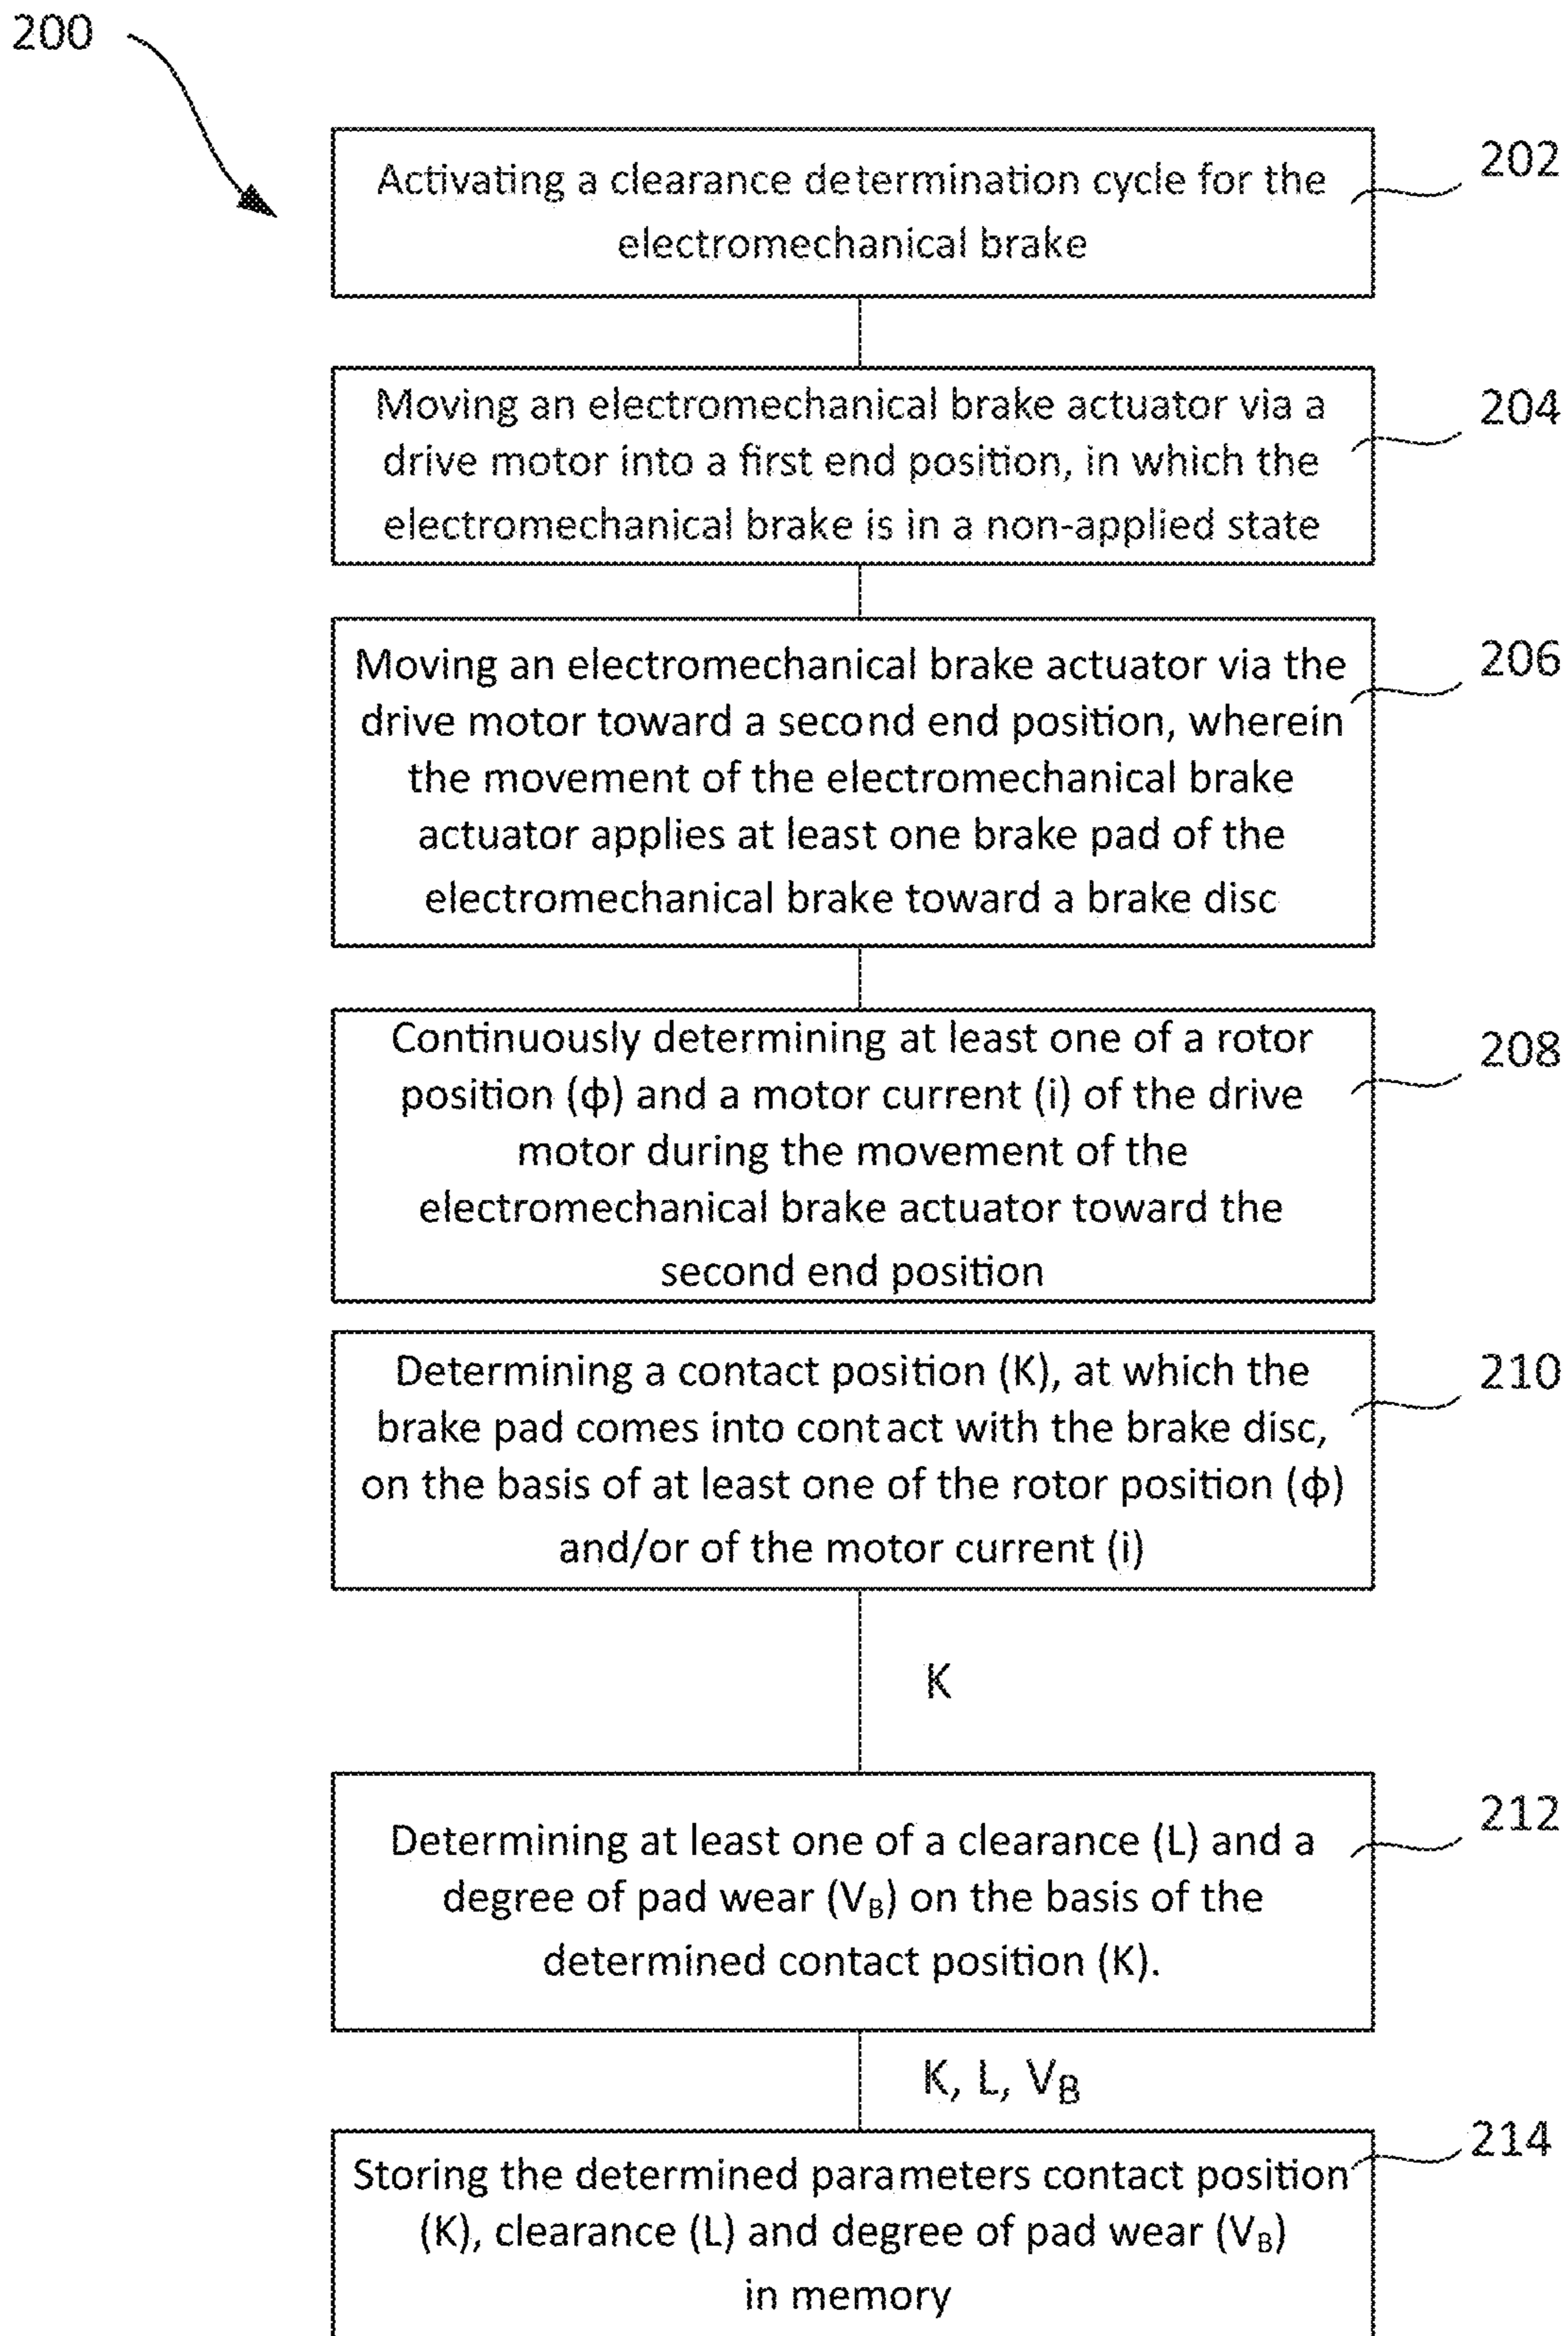 200
Activating a clearance determination cycle for the
electromechanical brake
202
Moving an electromechanical brake actuator via a
drive motor into a first end position, in which the
electromechanical brake is in a non-applied state
204
Moving an electromechanical brake actuator via the
drive motor toward a second end position, wherein
the movement of the electromechanical brake
actuator applies at least one brake pad of the
electromechanical brake toward a brake disc
206
Continuously determining at least one of a rotor
position (ϕ) and a motor current (i) of the drive
motor during the movement of the
electromechanical brake actuator toward the
second end position
208
Determining a contact position (K), at which the
brake pad comes into contact with the brake disc,
on the basis of at least one of the rotor position (ϕ)
and/or of the motor current (i)
210
K
Determining at least one of a clearance (L) and a
degree of pad wear (V_B) on the basis of the
determined contact position (K).
212
K, L, V_B
Storing the determined parameters contact position
(K), clearance (L) and degree of pad wear (V_B)
in memory
214